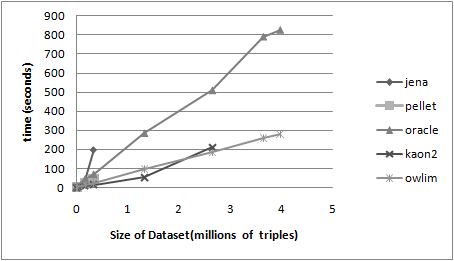 900
800
700
600
500
400
300
200
100
0
time (seconds)
0 1 2 3 4 5
Size of Dataset(millions of triples)
jena
pellet
oracle
kaon2
owlim